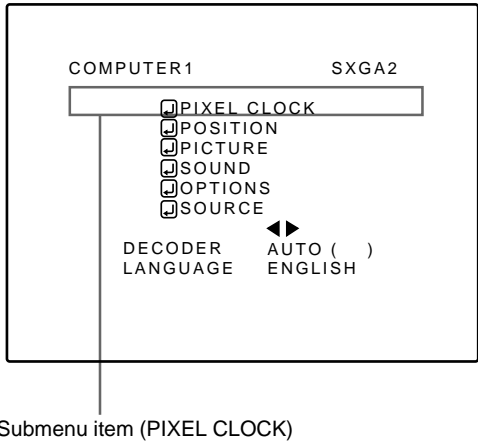 COMPUTER1 SXGA2
PIXEL CLOCK
POSITION
PICTURE
SOUND
OPTIONS
SOURCE
DECODER AUTO ( )
LANGUAGE ENGLISH
Submenu item (PIXEL CLOCK)